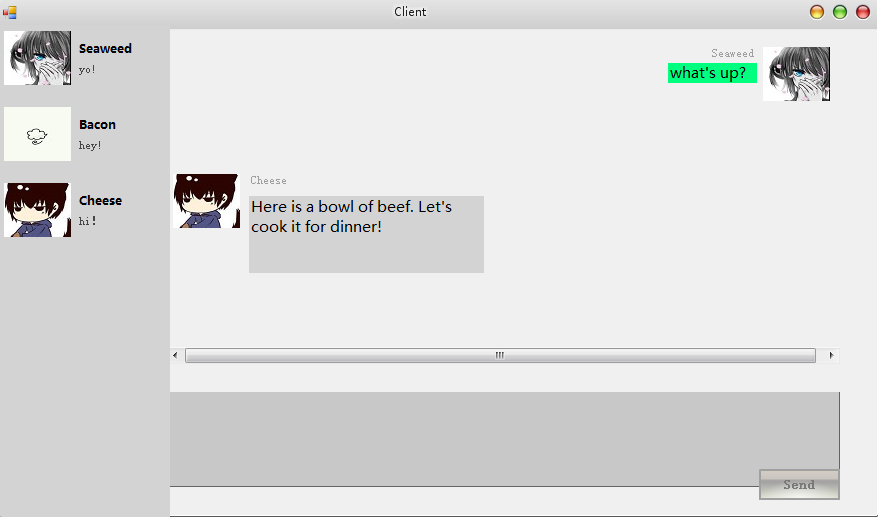 Client
Seaweed
yo!
Bacon
hey!
Cheese
hi!
Seaweed
what's up?
Cheese
Here is a bowl of beef. Let's
cook it for dinner!
Send